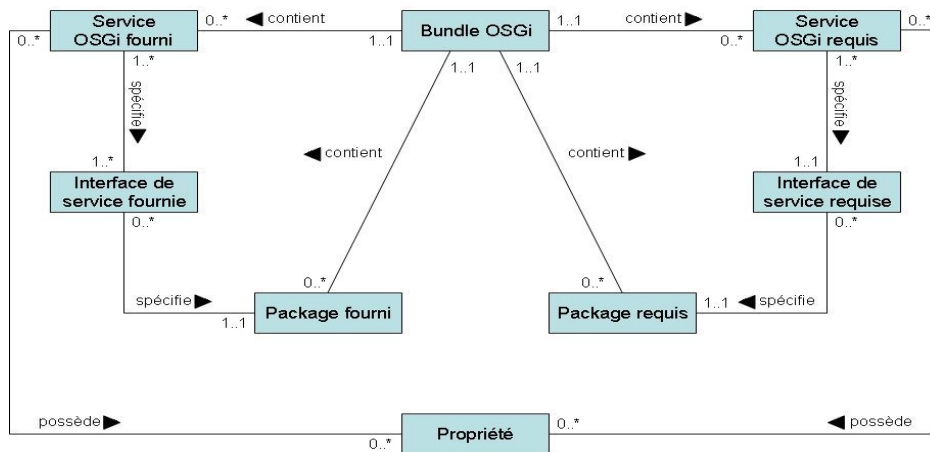 Service
OSGi fourni
0..*
contient
1..1
Bundle OSGi
1..1
contient
0..*
Service
OSGi requis
0..*
0..*
1..*
1..1
1..1
1..*
spécifie
spécifie
contient
contient
1..*
1..1
Interface de
service fournie
Interface de
service requise
0..*
0..*
0..*
0..*
spécifie
Package fourni
Package requis
spécifie
1..1
1..1
possède
0..*
Propriété
0..*
possède